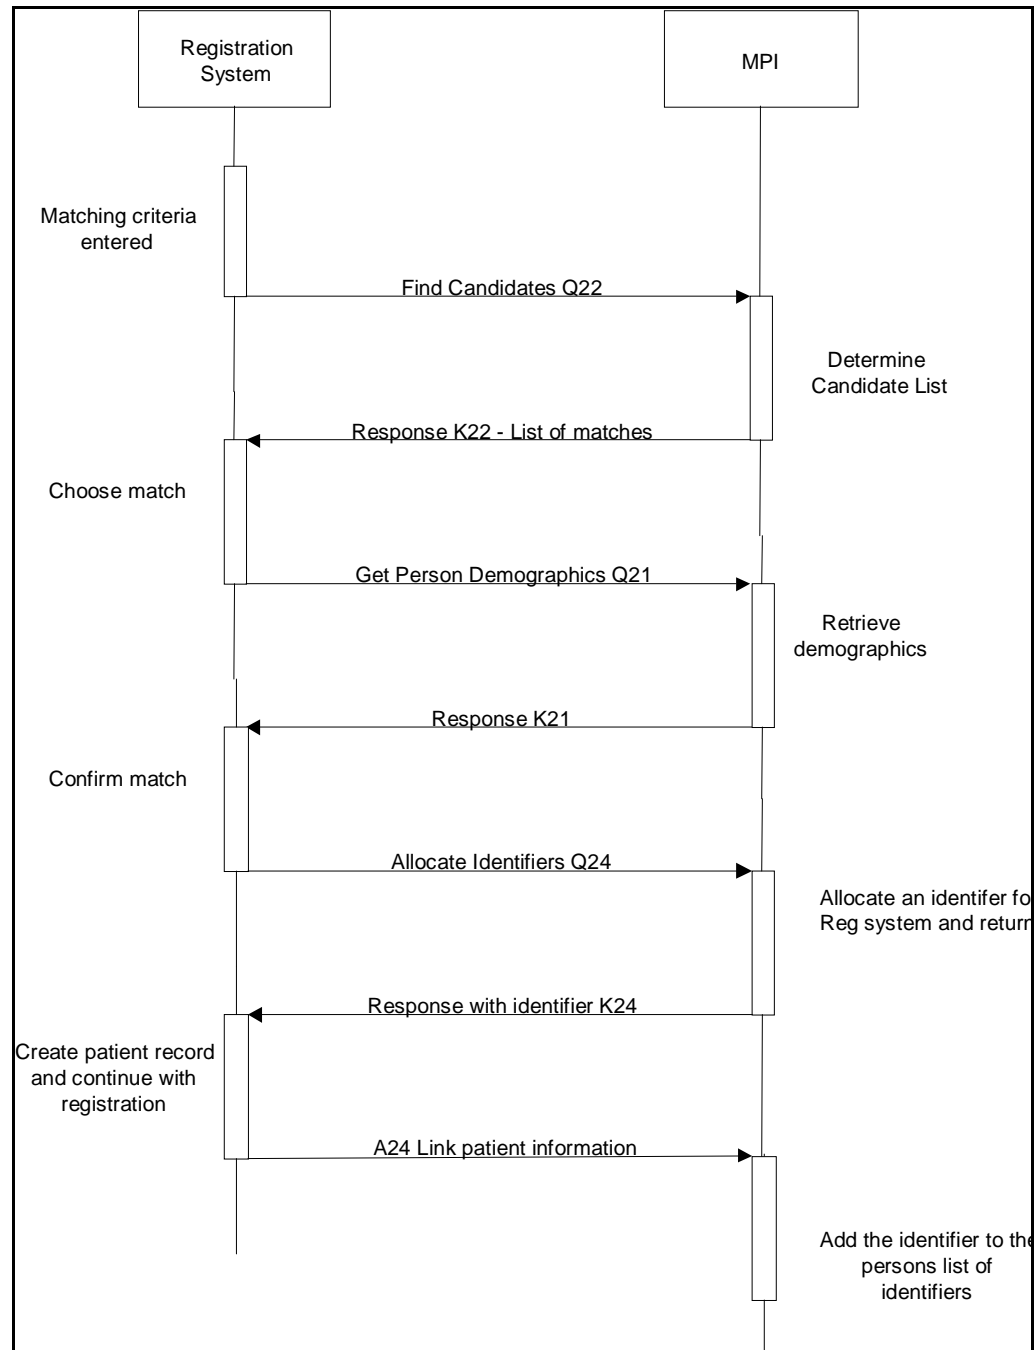 Registration
System
MPI
Matching criteria
entered
Find Candidates Q22
Determine
Candidate List
Response K22 - List of matches
Choose match
Get Person Demographics Q21
Retrieve
demographics
Response K21
Confirm match
Allocate Identifiers Q24
Allocate an identifer fo
Reg system and return
Response with identifier K24
Create patient record
and continue with
registration
A24 Link patient information
Add the identifier to the
persons list of
identifiers